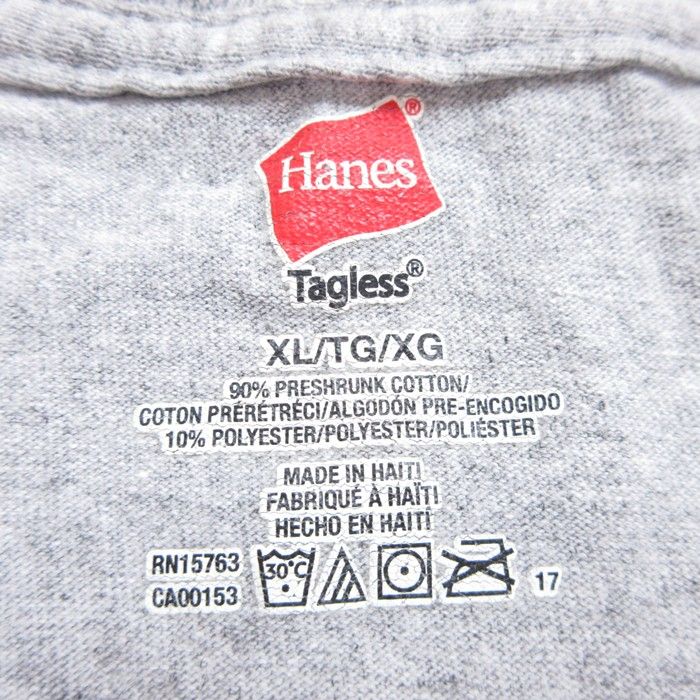 Hanes®
Tagless®
XL/TG/XG
90% PRESHRUNK COTTON/
COTON PRÉRÉTRÉCI/ALGODÓN PRE-ENCOGIDO
10% POLYESTER/POLYESTER/POLIÉSTER
MADE IN HAITI
FABRIQUÉ À HAÏTI
HECHO EN HAITÍ
RN15763
CA00153
30°C
17